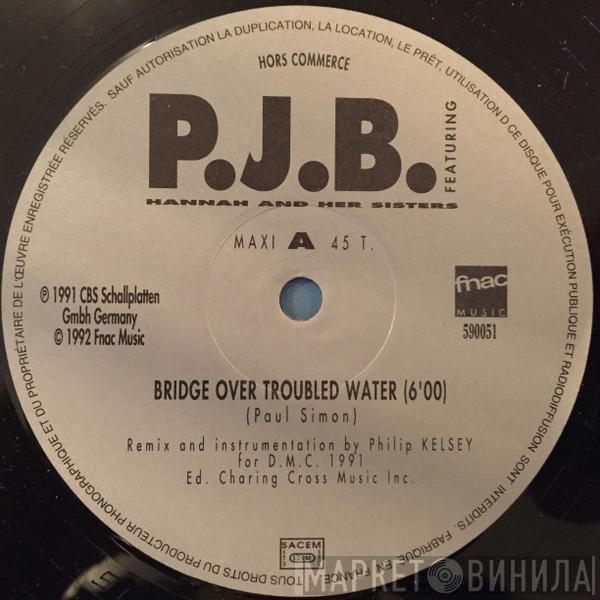 TOUS DROITS DU PRODUCTEUR PHONOGRAPHIQUE ET DU PROPRIÉTAIRE DE L'ŒUVRE ENREGISTRÉE RÉSERVÉS. SAUF AUTORISATION LA DUPLICATION, LA LOCATION, LE PRÊT, UTILISATION D CE DISQUE POUR EXÉCUTION PUBLIQUE ET RADIODIFFUSION SONT INTERDITS. FABRIQUÉ EN FRANCE.
HORS COMMERCE
P.J.B.
FEATURING
HANNAH AND HER SISTERS
MAXI A 45 T.
℗ 1991 CBS Schallplatten
Gmbh Germany
© 1992 Fnac Music
fnac
MUSIC
590051
BRIDGE OVER TROUBLED WATER (6'00)
(Paul Simon)
Remix and instrumentation by Philip KELSEY
for D.M.C. 1991
Ed. Charing Cross Music Inc.
SACEM
МАРКЕТ ВИНИЛА